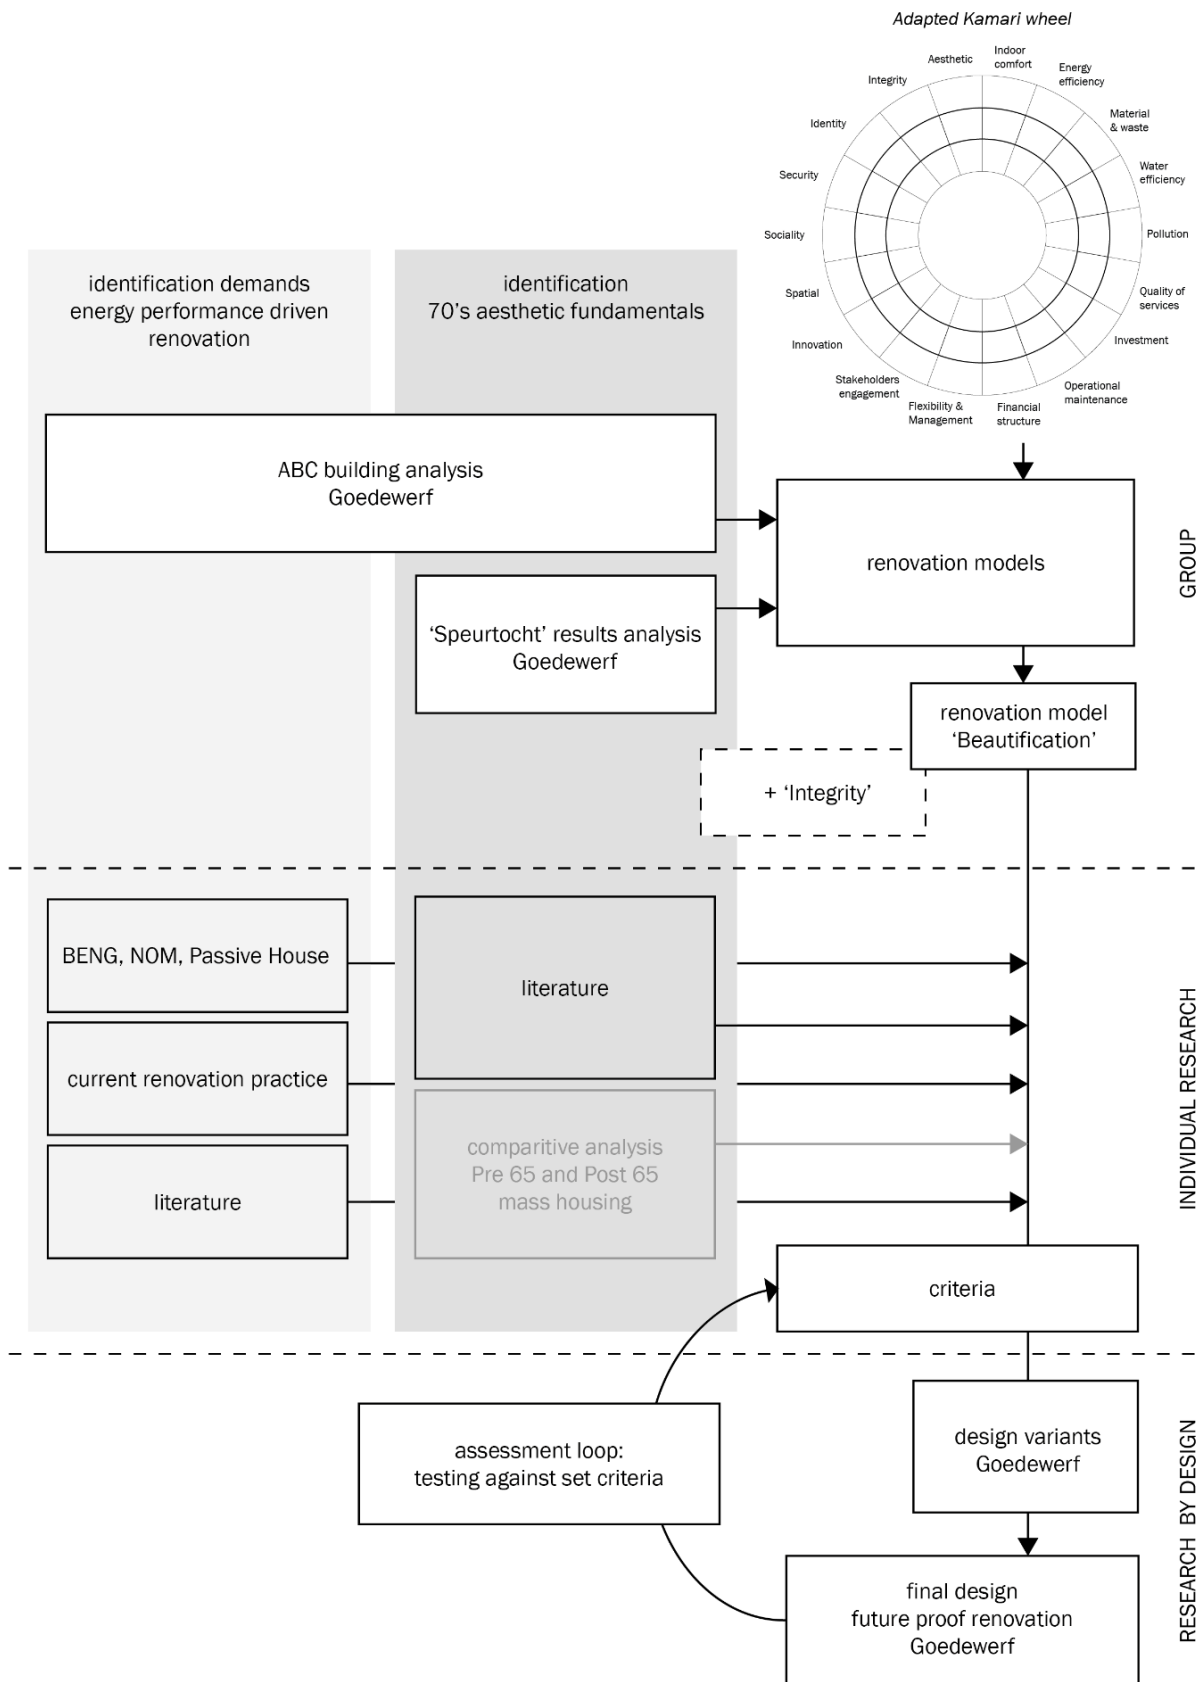 Adapted Kamari wheel
Indoor
comfort
Energy
efficiency
Material
& waste
Water
efficiency
Pollution
Quality of
services
Investment
Operational
maintenance
Financial
structure
Flexibility &
Management
Stakeholders
engagement
Innovation
Spatial
Sociality
Security
Identity
Integrity
Aesthetic
identification demands
energy performance driven
renovation
identification
70's aesthetic fundamentals
ABC building analysis
Goedewerf
renovation models
‘Speurtocht’ results analysis
Goedewerf
renovation model
‘Beautification’
+ ‘Integrity’
GROUP
BENG, NOM, Passive House
literature
current renovation practice
comparitive analysis
Pre 65 and Post 65
mass housing
literature
criteria
INDIVIDUAL RESEARCH
assessment loop:
testing against set criteria
design variants
Goedewerf
final design
future proof renovation
Goedewerf
RESEARCH BY DESIGN